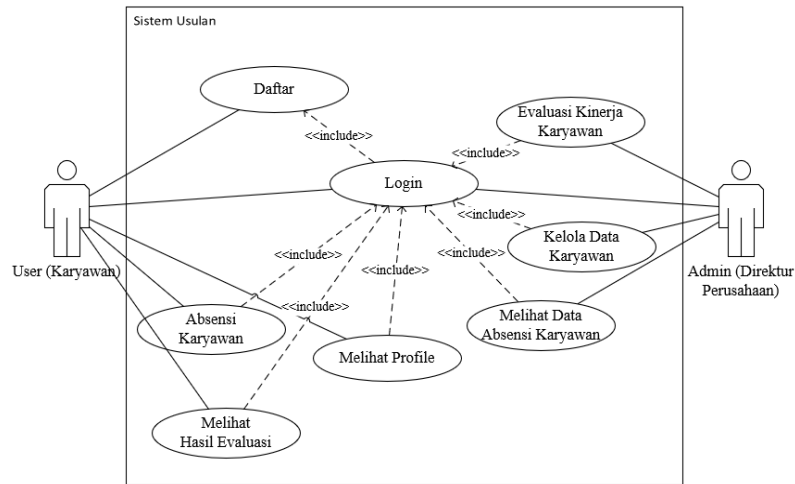 Sistem Usulan
Daftar
Evaluasi Kinerja
Karyawan
<<include>>
<<include>>
Login
<<include>>
Kelola Data
Karyawan
User (Karyawan)
Admin (Direktur
Perusahaan)
<<include>>
<<include>>
<<include>>
<<include>>
Absensi
Karyawan
Melihat Data
Absensi Karyawan
Melihat Profile
Melihat
Hasil Evaluasi